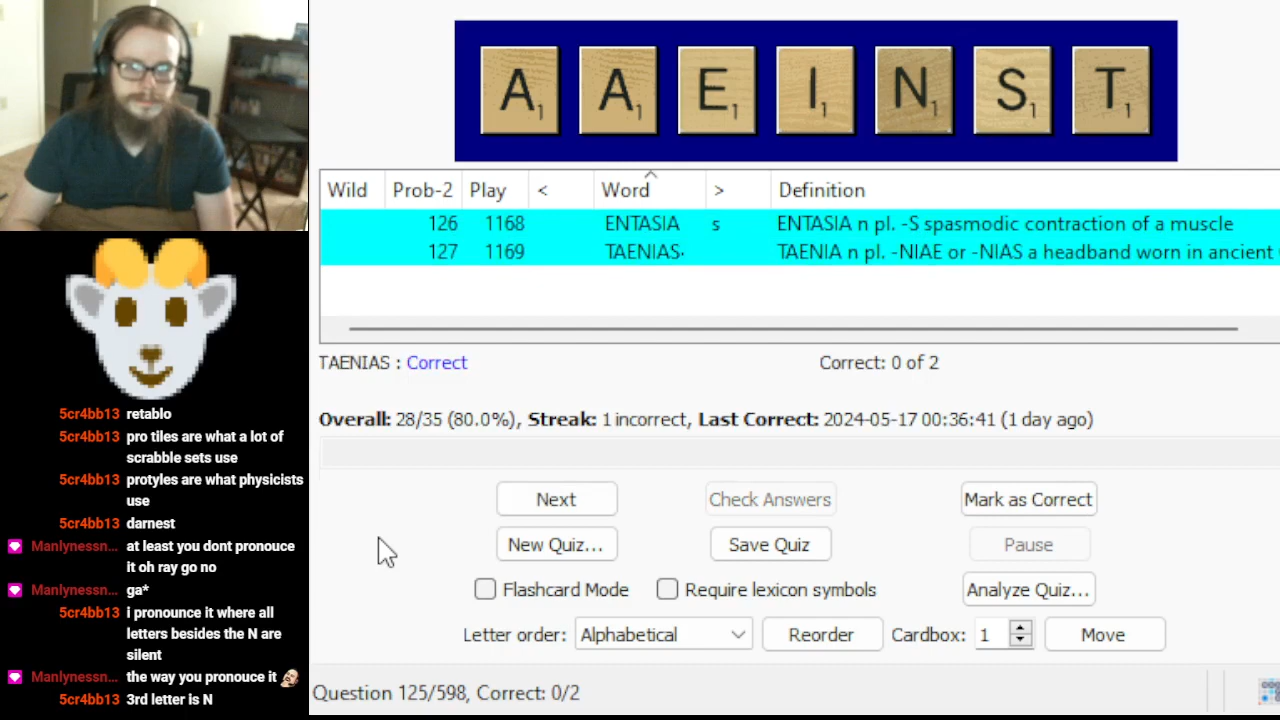 A1 A1 E1 I1 N1 S1 T1
Wild Prob-2 Play < Word > Definition
126 1168 ENTASIA s ENTASIA n pl. -S spasmodic contraction of a muscle
127 1169 TAENIAS· TAENIA n pl. -NIAE or -NIAS a headband worn in ancient
TAENIAS : Correct Correct: 0 of 2
Overall: 28/35 (80.0%), Streak: 1 incorrect, Last Correct: 2024-05-17 00:36:41 (1 day ago)
Next Check Answers Mark as Correct
New Quiz... Save Quiz Pause
Flashcard Mode Require lexicon symbols Analyze Quiz...
Letter order: Alphabetical Reorder Cardbox: 1 Move
Question 125/598, Correct: 0/2
5cr4bb13 retablo
5cr4bb13 pro tiles are what a lot of
scrabble sets use
5cr4bb13 protyles are what physicists
use
5cr4bb13 darnest
Manlynessn... at least you dont pronouce
it oh ray go no
Manlynessn... ga*
5cr4bb13 i pronounce it where all
letters besides the N are
silent
Manlynessn... the way you pronouce it
5cr4bb13 3rd letter is N